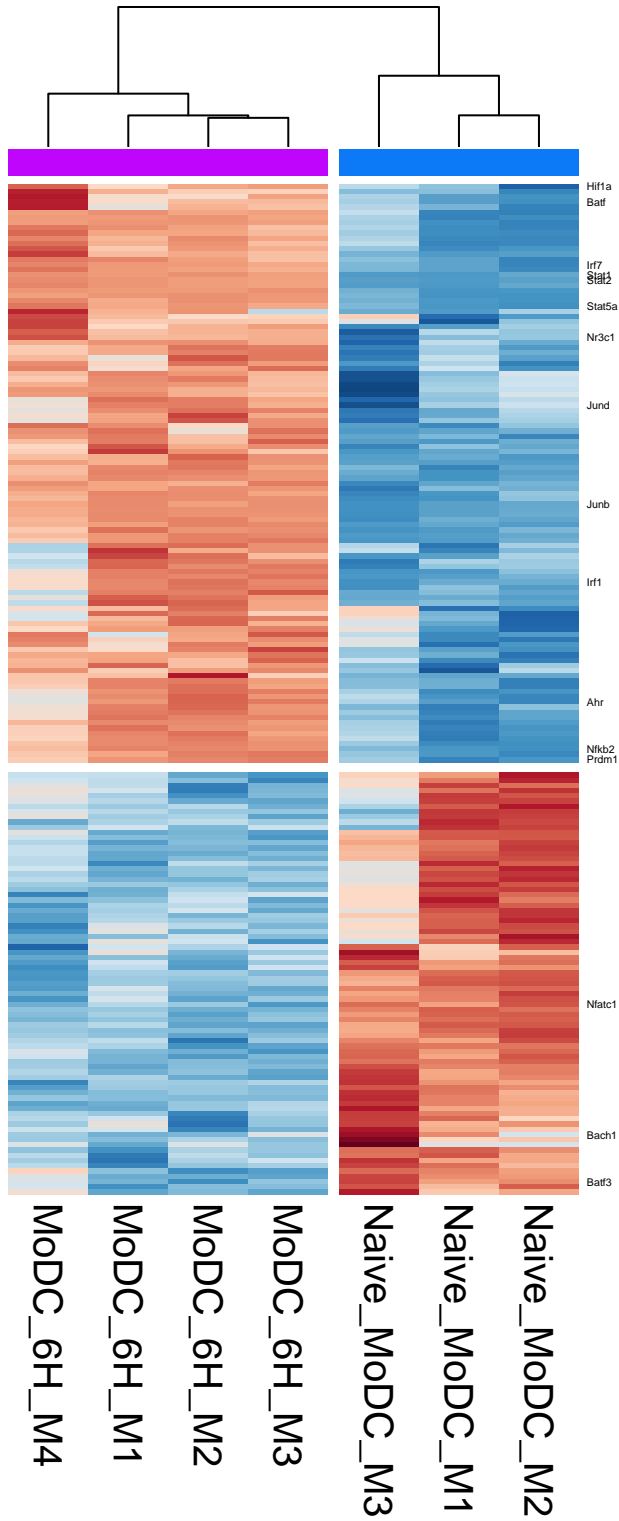 Hif1a
Batf
Irf7
Stat1
Stat2
Stat5a
Nr3c1
Jund
Junb
Irf1
Ahr
Nfkb2
Prdm1
Nfatc1
Bach1
Batf3
MoDC_6H_M4
MoDC_6H_M1
MoDC_6H_M2
MoDC_6H_M3
Naive_MoDC_M3
Naive_MoDC_M1
Naive_MoDC_M2